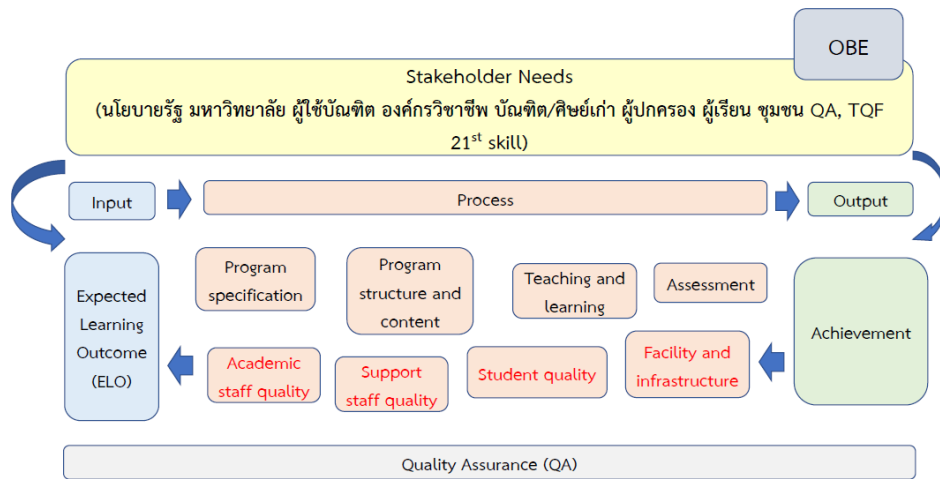 OBE
Stakeholder Needs
(นโยบายรัฐ มหาวิทยาลัย ผู้ใช้บัณฑิต องค์กรวิชาชีพ บัณฑิต/ศิษย์เก่า ผู้ปกครอง ผู้เรียน ชุมชน QA, TQF
21st skill)
Input
Process
Output
Expected
Learning
Outcome
(ELO)
Program
specification
Program
structure and
content
Teaching and
learning
Assessment
Achievement
Academic
staff quality
Support
staff quality
Student quality
Facility and
infrastructure
Quality Assurance (QA)